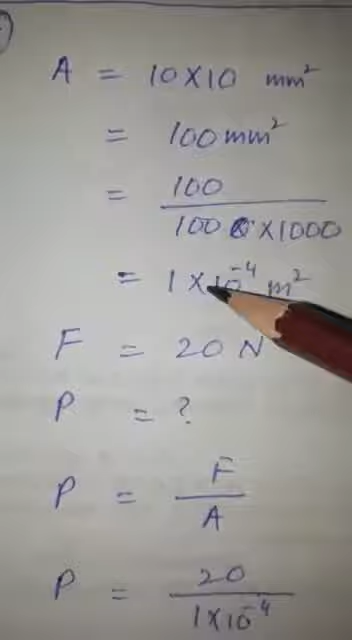 A = 10×10 mm²
= 100 mm²
= 100
1000×1000
= 1×10⁻⁴ m²
F = 20 N
P = ?
P = F
A
P = 20
1×10⁻⁴